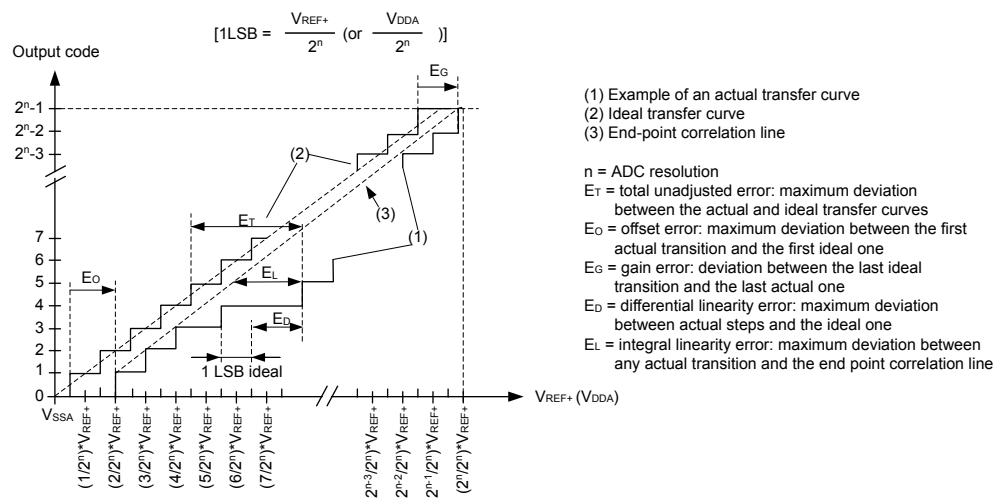 [1LSB = VREF+ / 2ⁿ (or VDDA / 2ⁿ )]
Output code
EG
2ⁿ-1
2ⁿ-2
2ⁿ-3
(2)
(3)
(1)
ET
7
6
5
4
3
2
1
0
EO
EL
ED
1 LSB ideal
VSSA
(1/2ⁿ)*VREF+
(2/2ⁿ)*VREF+
(3/2ⁿ)*VREF+
(4/2ⁿ)*VREF+
(5/2ⁿ)*VREF+
(6/2ⁿ)*VREF+
(7/2ⁿ)*VREF+
2ⁿ⁻³/2ⁿ)*VREF+
2ⁿ⁻²/2ⁿ)*VREF+
2ⁿ⁻¹/2ⁿ)*VREF+
(2ⁿ/2ⁿ)*VREF+
VREF+ (VDDA)
(1) Example of an actual transfer curve
(2) Ideal transfer curve
(3) End-point correlation line
n = ADC resolution
ET = total unadjusted error: maximum deviation
between the actual and ideal transfer curves
EO = offset error: maximum deviation between the first
actual transition and the first ideal one
EG = gain error: deviation between the last ideal
transition and the last actual one
ED = differential linearity error: maximum deviation
between actual steps and the ideal one
EL = integral linearity error: maximum deviation between
any actual transition and the end point correlation line